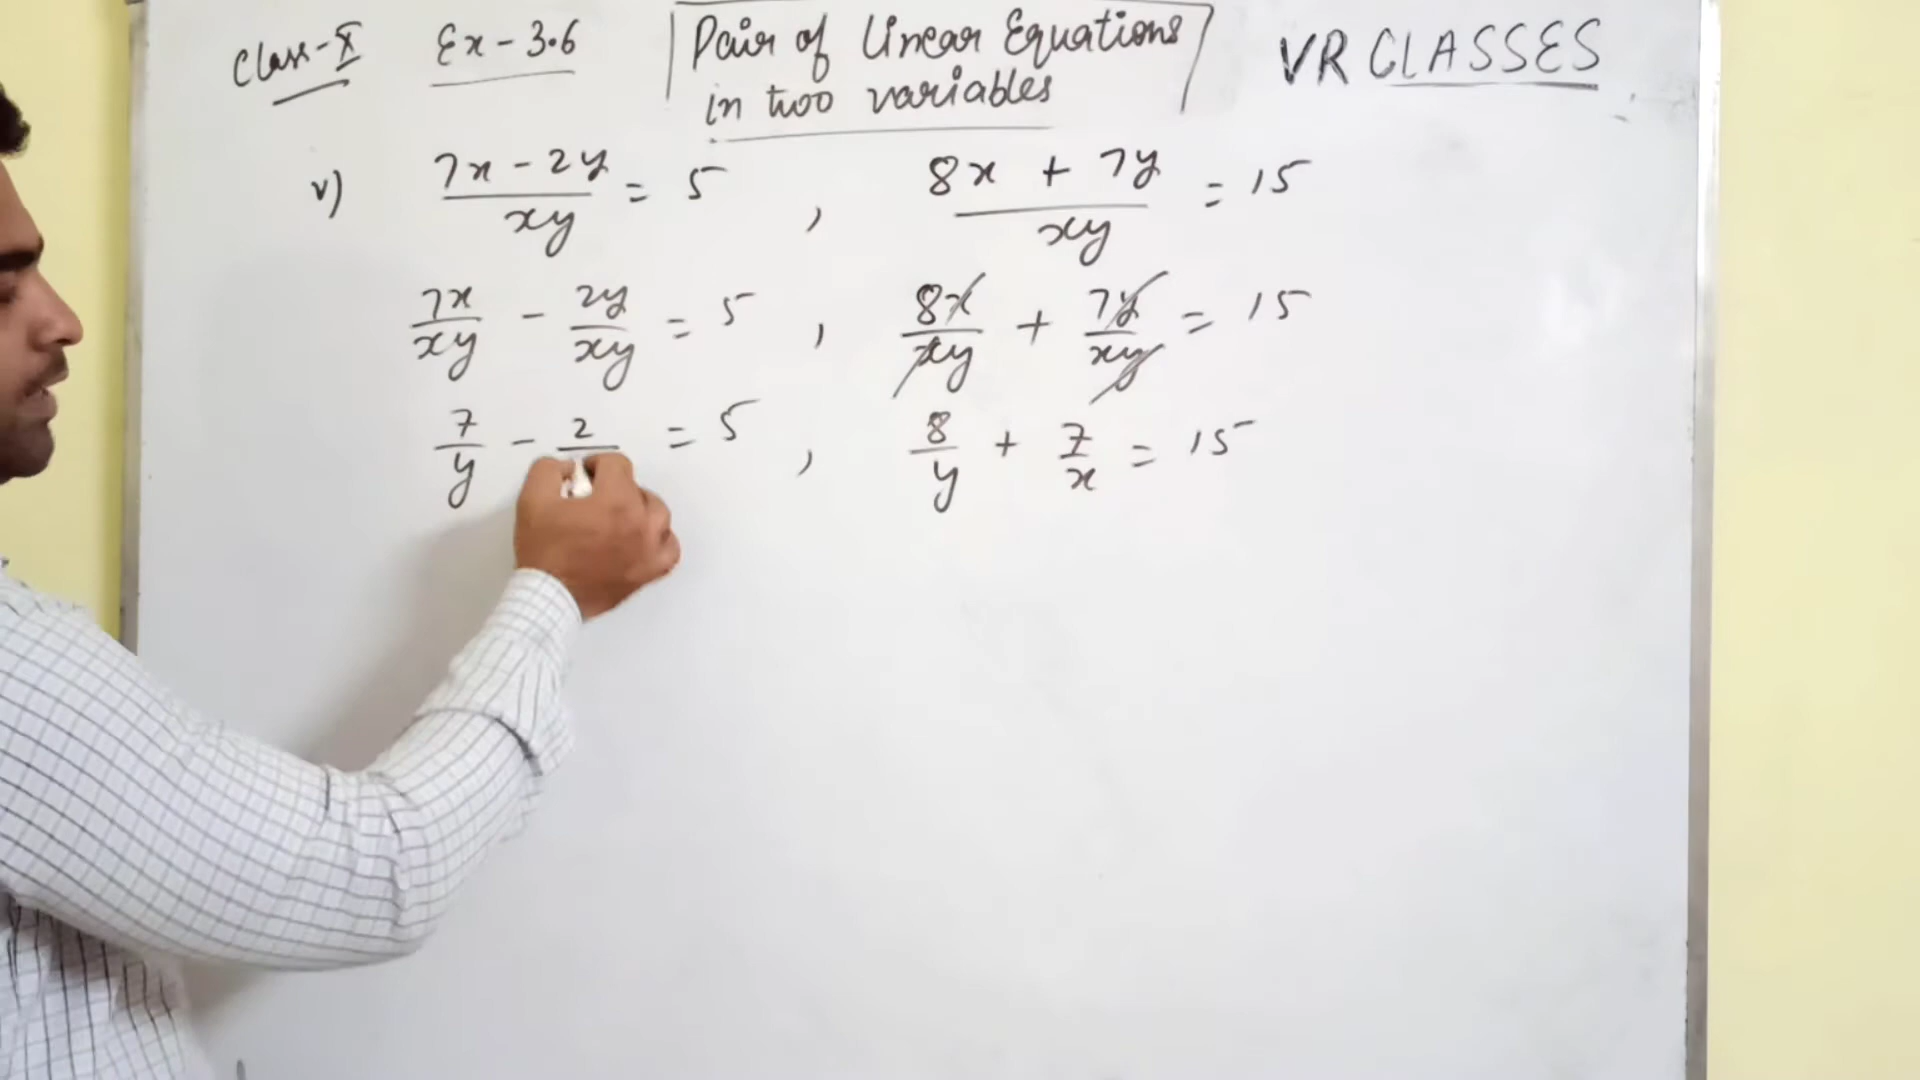 Class-X Ex-3.6 Pair of Linear Equations in two variables VR CLASSES
v) (7x - 2y)/xy = 5 , (8x + 7y)/xy = 15
7x/xy - 2y/xy = 5 , 8x/xy + 7y/xy = 15
7/y - 2 = 5 , 8/y + 7/x = 15